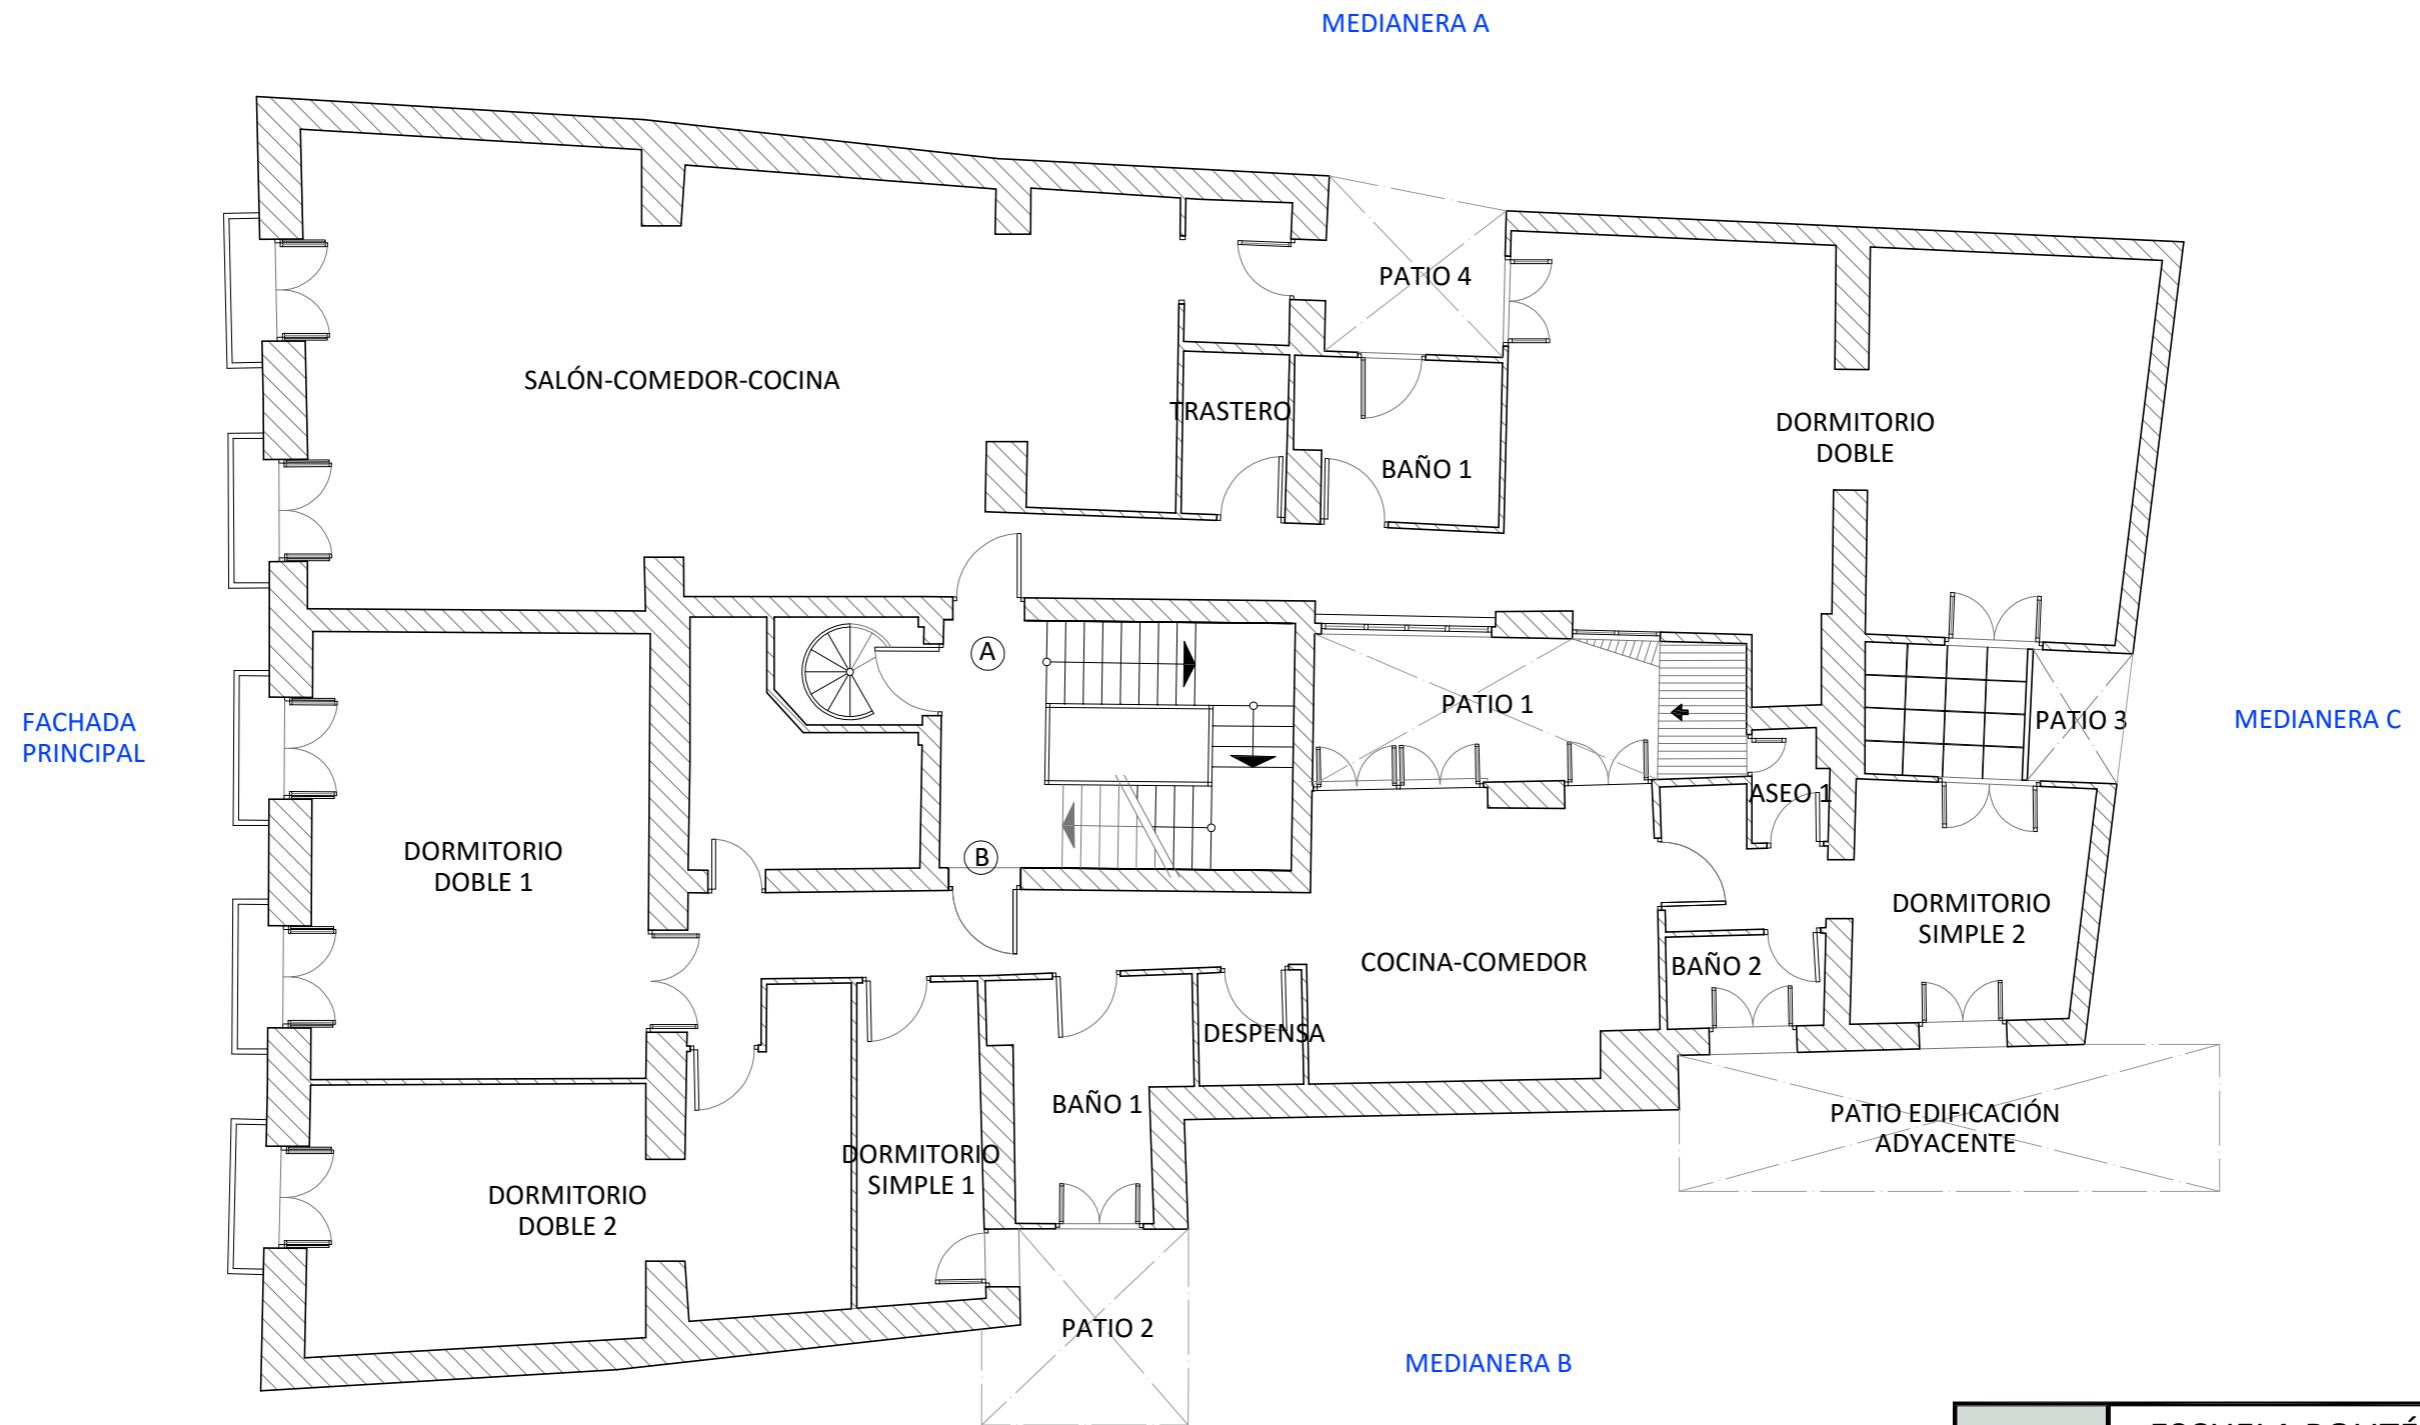 MEDIANERA A
PATIO 4
SALÓN-COMEDOR-COCINA
TRASTERO
BAÑO 1
DORMITORIO
DOBLE
A
PATIO 1
PATIO 3
FACHADA
PRINCIPAL
MEDIANERA C
ASEO 1
DORMITORIO
DOBLE 1
B
DORMITORIO
SIMPLE 2
COCINA-COMEDOR
BAÑO 2
DESPENSA
BAÑO 1
PATIO EDIFICACIÓN
ADYACENTE
DORMITORIO
SIMPLE 1
DORMITORIO
DOBLE 2
PATIO 2
MEDIANERA B